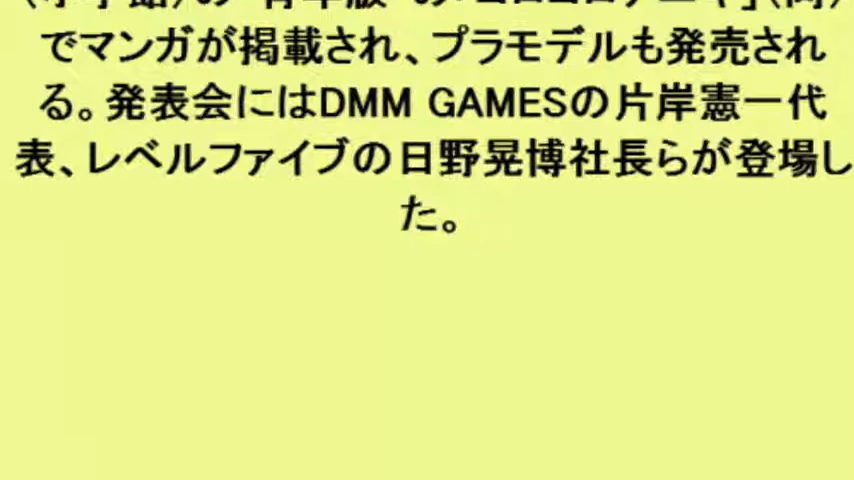 でマンガが掲載され、プラモデルも発売され
る。発表会にはDMM GAMESの片岸憲一代
表、レベルファイブの日野晃博社長らが登場し
た。